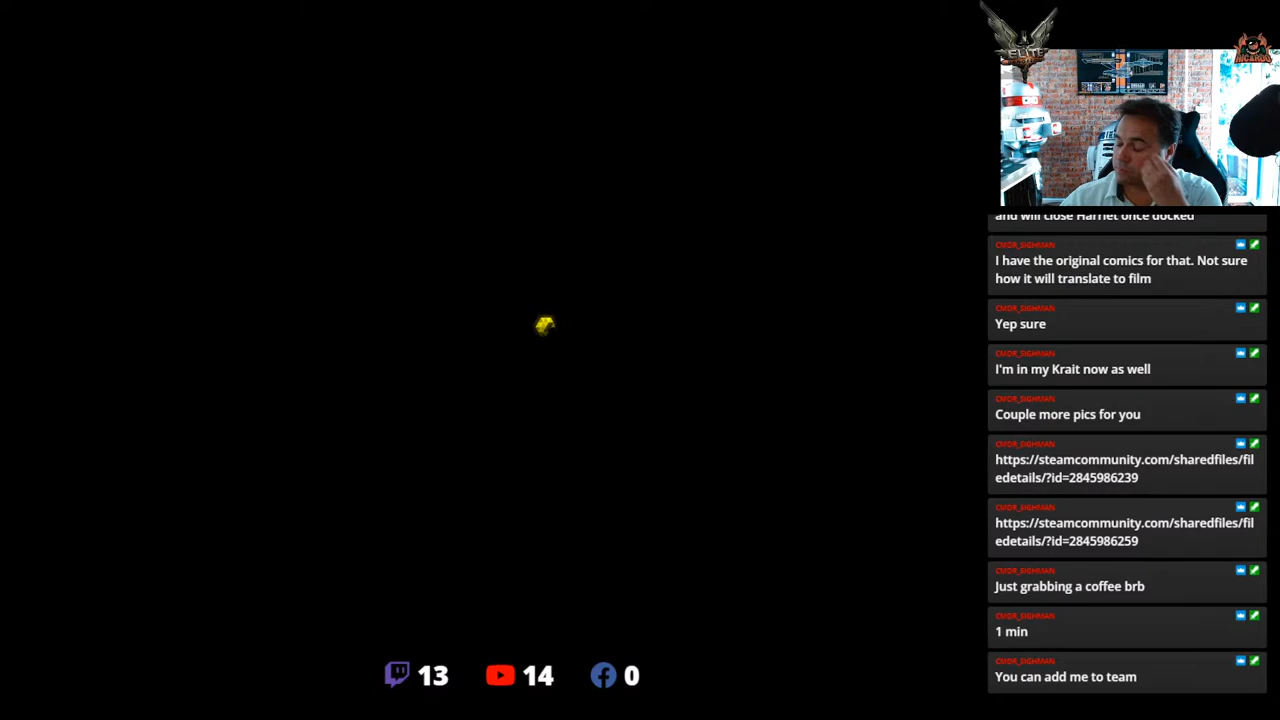 ELITE
RICARDO
and will close Harriet once docked
CMDR_SIGHMAN
I have the original comics for that. Not sure
how it will translate to film
CMDR_SIGHMAN
Yep sure
CMDR_SIGHMAN
I'm in my Krait now as well
CMDR_SIGHMAN
Couple more pics for you
CMDR_SIGHMAN
https://steamcommunity.com/sharedfiles/fil
edetails/?id=2845986239
CMDR_SIGHMAN
https://steamcommunity.com/sharedfiles/fil
edetails/?id=2845986259
CMDR_SIGHMAN
Just grabbing a coffee brb
CMDR_SIGHMAN
1 min
CMDR_SIGHMAN
You can add me to team
13 14 0